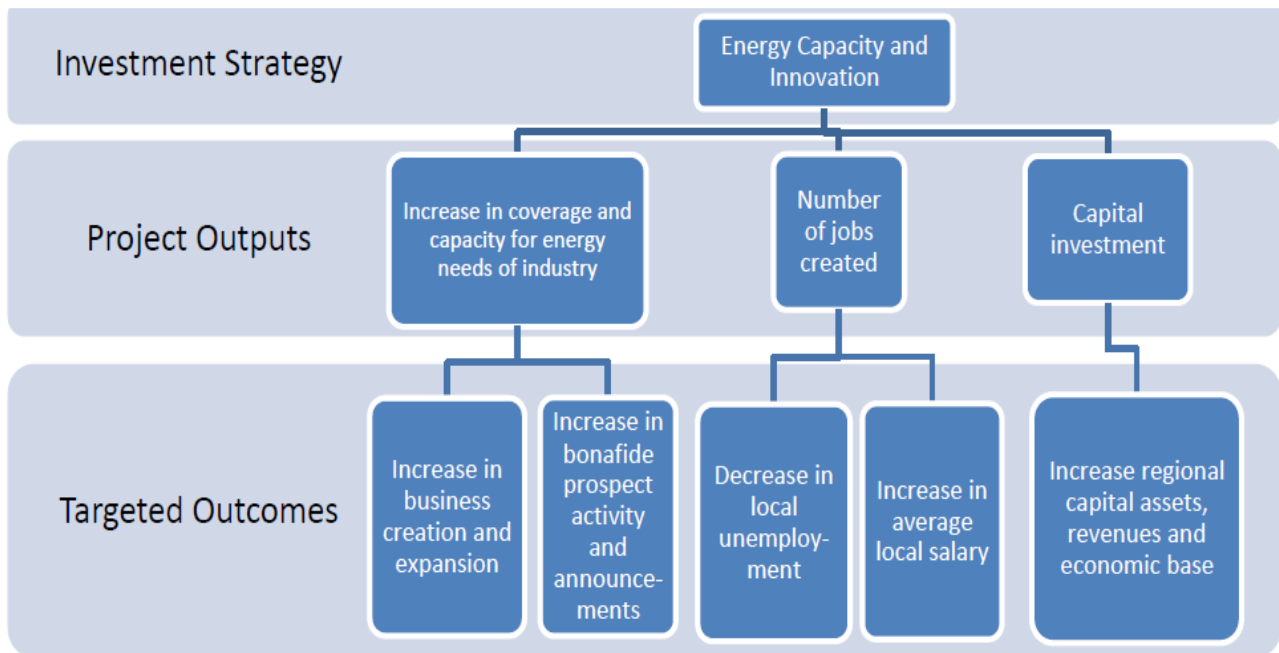 Investment Strategy
Energy Capacity and
Innovation
Project Outputs
Increase in coverage and
capacity for energy
needs of industry
Number
of jobs
created
Capital
investment
Targeted Outcomes
Increase in
business
creation and
expansion
Increase in
bonafide
prospect
activity
and
announce-
ments
Decrease in
local
unemploy-
ment
Increase in
average
local salary
Increase regional
capital assets,
revenues and
economic base